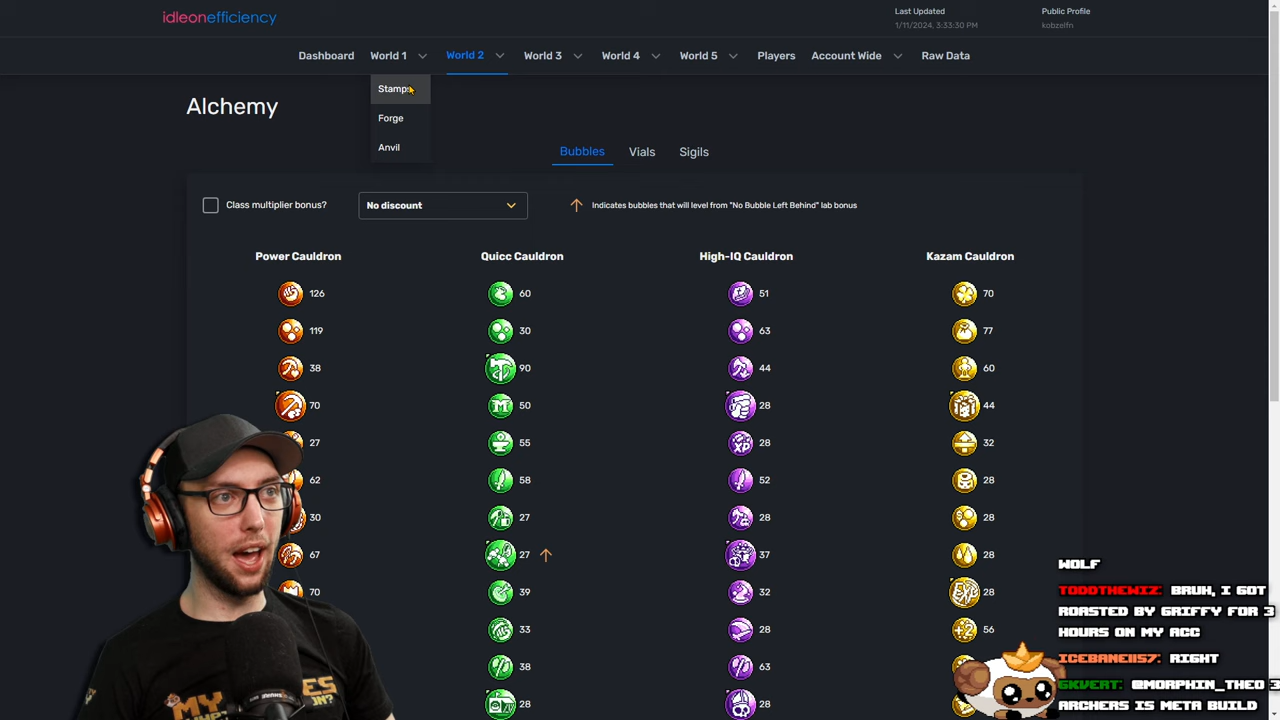 idleonefficiency
Last Updated
1/11/2024, 3:33:30 PM
Public Profile
kobzelfn
Dashboard World 1 World 2 World 3 World 4 World 5 Players Account Wide Raw Data
Stamps
Forge
Anvil
Alchemy
Bubbles Vials Sigils
Class multiplier bonus? No discount Indicates bubbles that will level from "No Bubble Left Behind" lab bonus
Power Cauldron Quicc Cauldron High-IQ Cauldron Kazam Cauldron
126 60 51 70
119 30 63 77
38 90 44 60
70 50 28 44
27 55 28 32
62 58 52 28
30 27 28 28
67 27 37 28
70 39 32 28
33 28 56
38 63
28 28
WOLF
TODDTHEWIZ: BRUH, I GOT
ROASTED BY GRIFFY FOR 3
HOURS ON MY ACC
ICEBANE1157: RIGHT
GKVERT: @MORPHIN_THEO 3
ARCHERS IS META BUILD